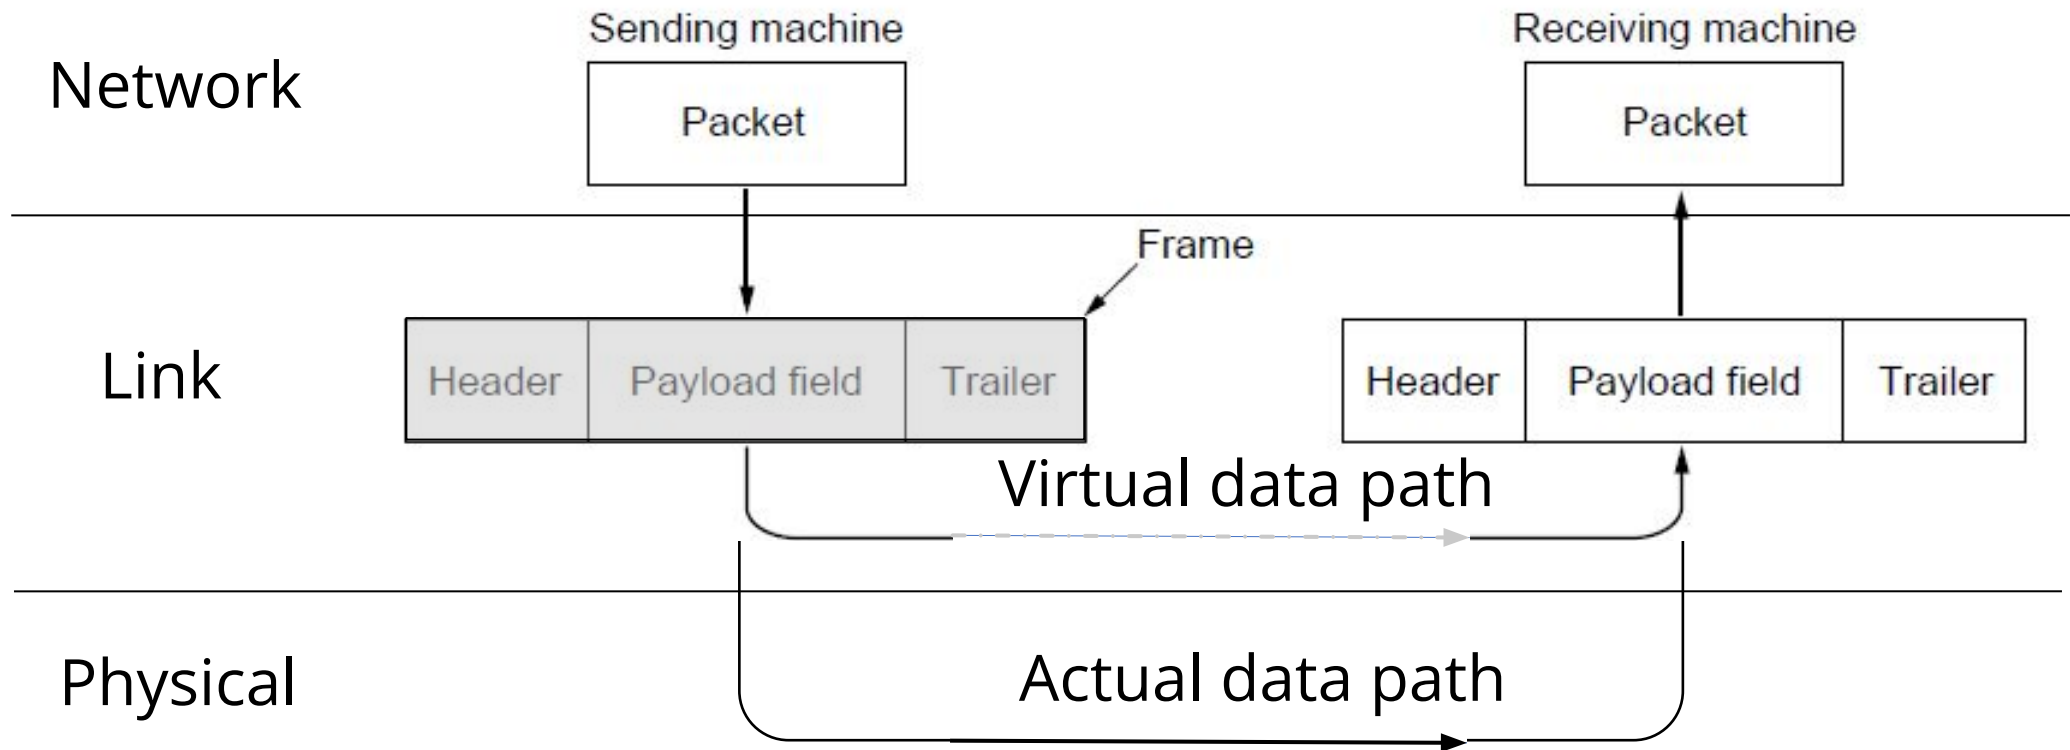 Sending machine
Receiving machine
Network
Packet
Packet
Frame
Link
Header
Payload field
Trailer
Header
Payload field
Trailer
Virtual data path
Physical
Actual data path